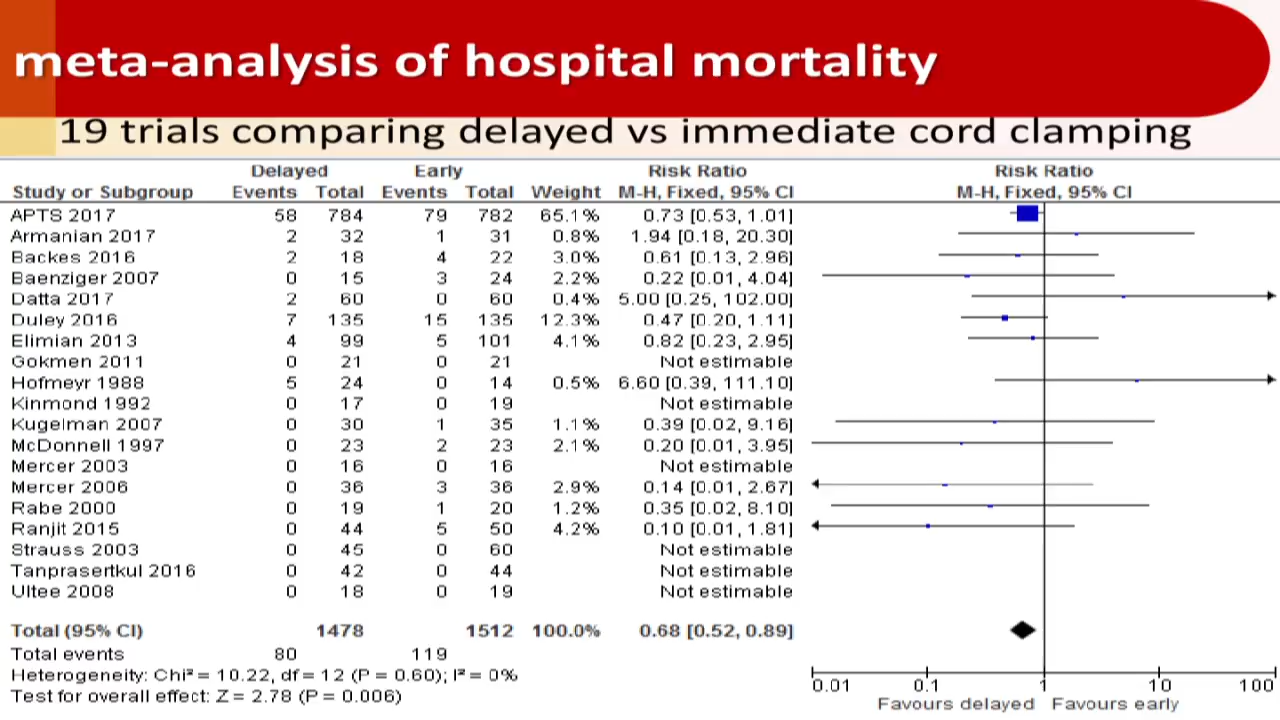 meta-analysis of hospital mortality
19 trials comparing delayed vs immediate cord clamping
Delayed Early Risk Ratio Risk Ratio
Study or Subgroup Events Total Events Total Weight M-H, Fixed, 95% CI M-H, Fixed, 95% CI
APTS 2017 58 784 79 782 65.1% 0.73 [0.53, 1.01]
Armanian 2017 2 32 1 31 0.8% 1.94 [0.18, 20.30]
Backes 2016 2 18 4 22 3.0% 0.61 [0.13, 2.96]
Baenziger 2007 0 15 3 24 2.2% 0.22 [0.01, 4.04]
Datta 2017 2 60 0 60 0.4% 5.00 [0.25, 102.00]
Duley 2016 7 135 15 135 12.3% 0.47 [0.20, 1.11]
Elimian 2013 4 99 5 101 4.1% 0.82 [0.23, 2.95]
Gokmen 2011 0 21 0 21 Not estimable
Hofmeyr 1988 5 24 0 14 0.5% 6.60 [0.39, 111.10]
Kinmond 1992 0 17 0 19 Not estimable
Kugelman 2007 0 30 1 35 1.1% 0.39 [0.02, 9.16]
McDonnell 1997 0 23 2 23 2.1% 0.20 [0.01, 3.95]
Mercer 2003 0 16 0 16 Not estimable
Mercer 2006 0 36 3 36 2.9% 0.14 [0.01, 2.67]
Rabe 2000 0 19 1 20 1.2% 0.35 [0.02, 8.10]
Ranjit 2015 0 44 5 50 4.2% 0.10 [0.01, 1.81]
Strauss 2003 0 45 0 60 Not estimable
Tanprasertkul 2016 0 42 0 44 Not estimable
Ultee 2008 0 18 0 19 Not estimable
Total (95% CI) 1478 1512 100.0% 0.68 [0.52, 0.89]
Total events 80 119
Heterogeneity: Chi² = 10.22, df = 12 (P = 0.60); I² = 0%
Test for overall effect: Z = 2.78 (P = 0.006)
0.01 0.1 1 10 100
Favours delayed Favours early